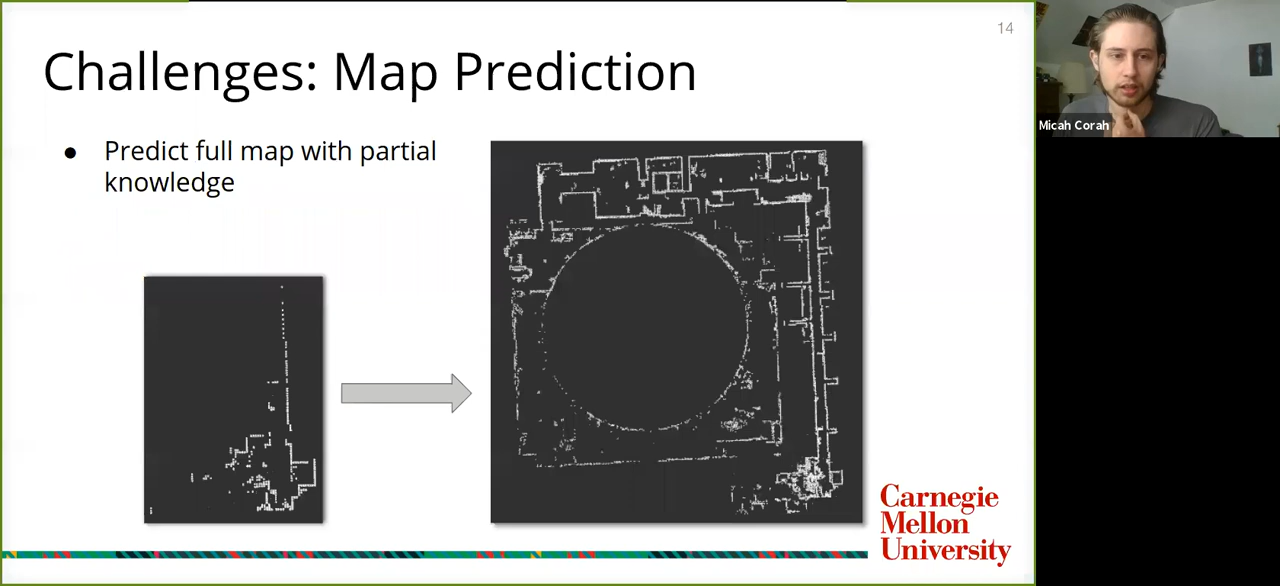 14
Challenges: Map Prediction
● Predict full map with partial
knowledge
Carnegie
Mellon
University
Micah Corah